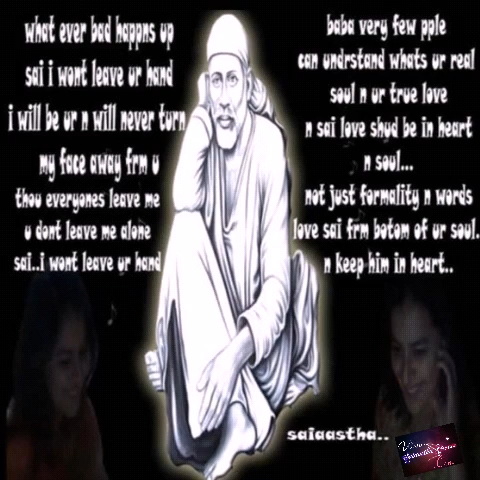 what ever bad happns up
sai i wont leave ur hand
i will be ur n will never turn
my face away frm u
thou everyones leave me
u dont leave me alone
sai..i wont leave ur hand
baba very few pple
can undrstand whats ur real
soul n ur true love
n sai love shud be in heart
n soul...
not just formality n words
love sai frm botom of ur soul.
n keep him in heart..
saiaastha..